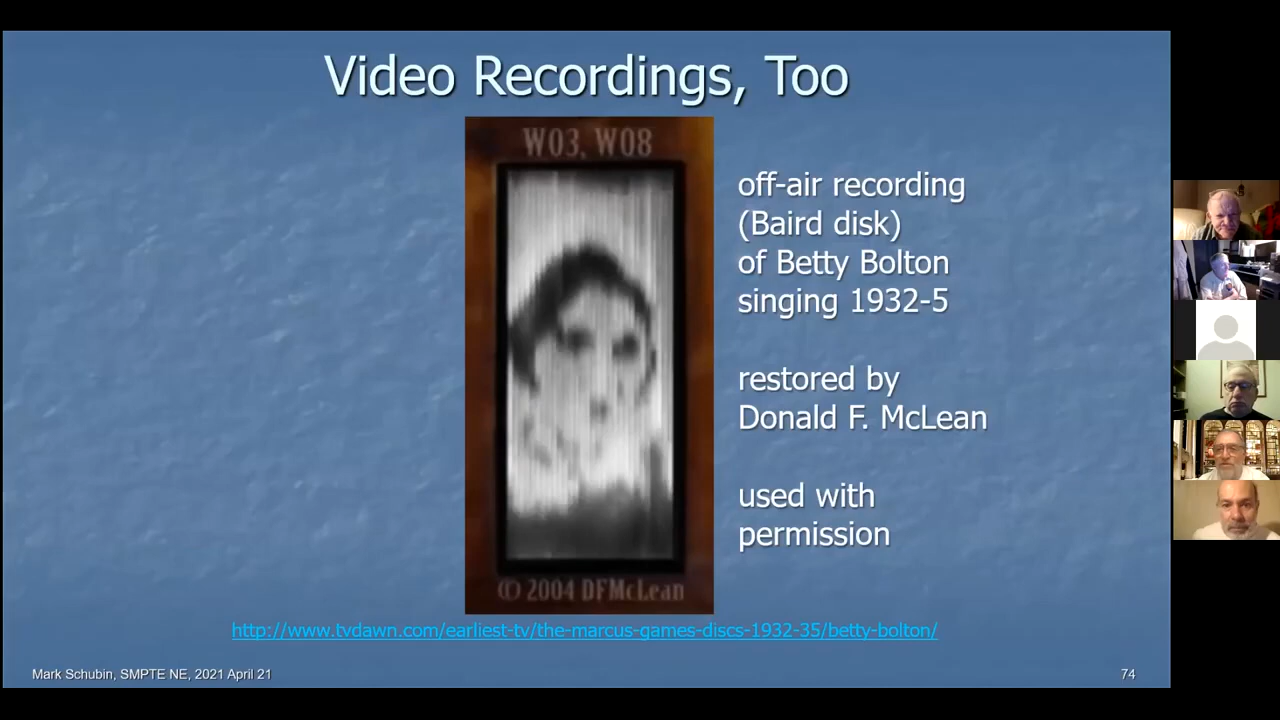 Video Recordings, Too
W03, W08
off-air recording
(Baird disk)
of Betty Bolton
singing 1932-5
restored by
Donald F. McLean
used with
permission
© 2004 DFMcLean
http://www.tvdawn.com/earliest-tv/the-marcus-games-discs-1932-35/betty-bolton/
Mark Schubin, SMPTE NE, 2021 April 21
74